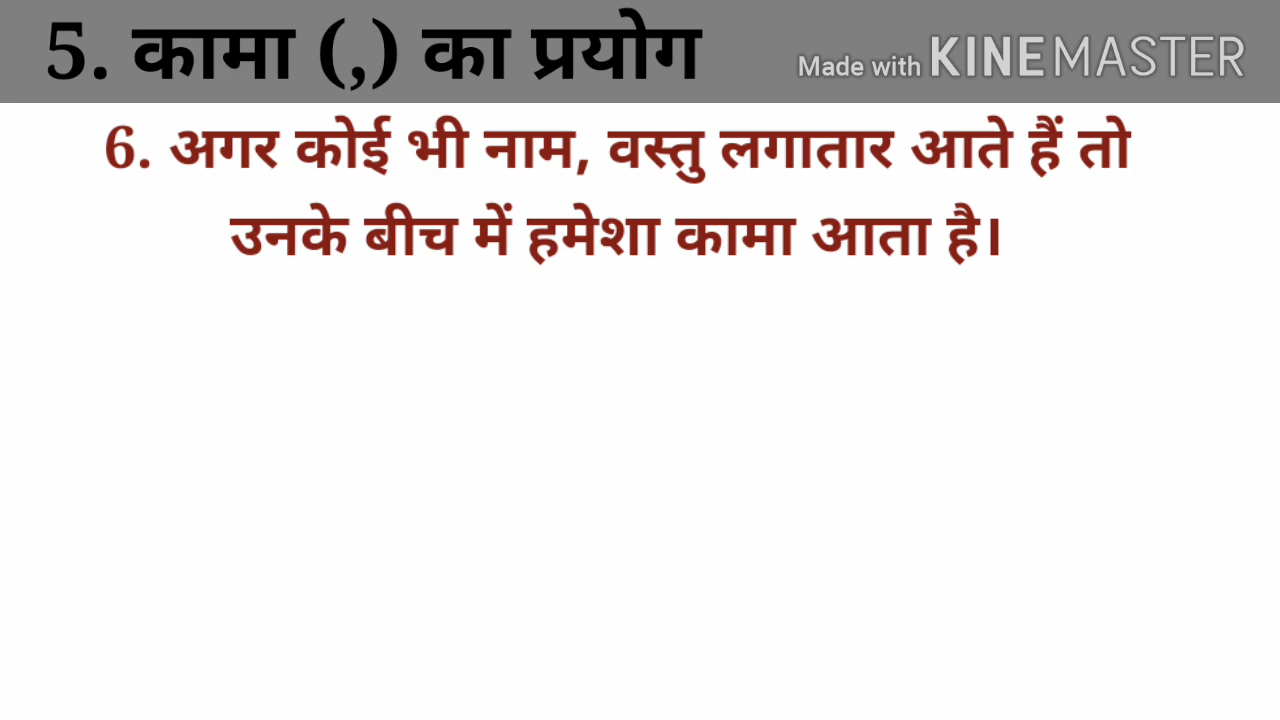 5. कामा (,) का प्रयोग
Made with KINEMASTER
6. अगर कोई भी नाम, वस्तु लगातार आते हैं तो
उनके बीच में हमेशा कामा आता है।